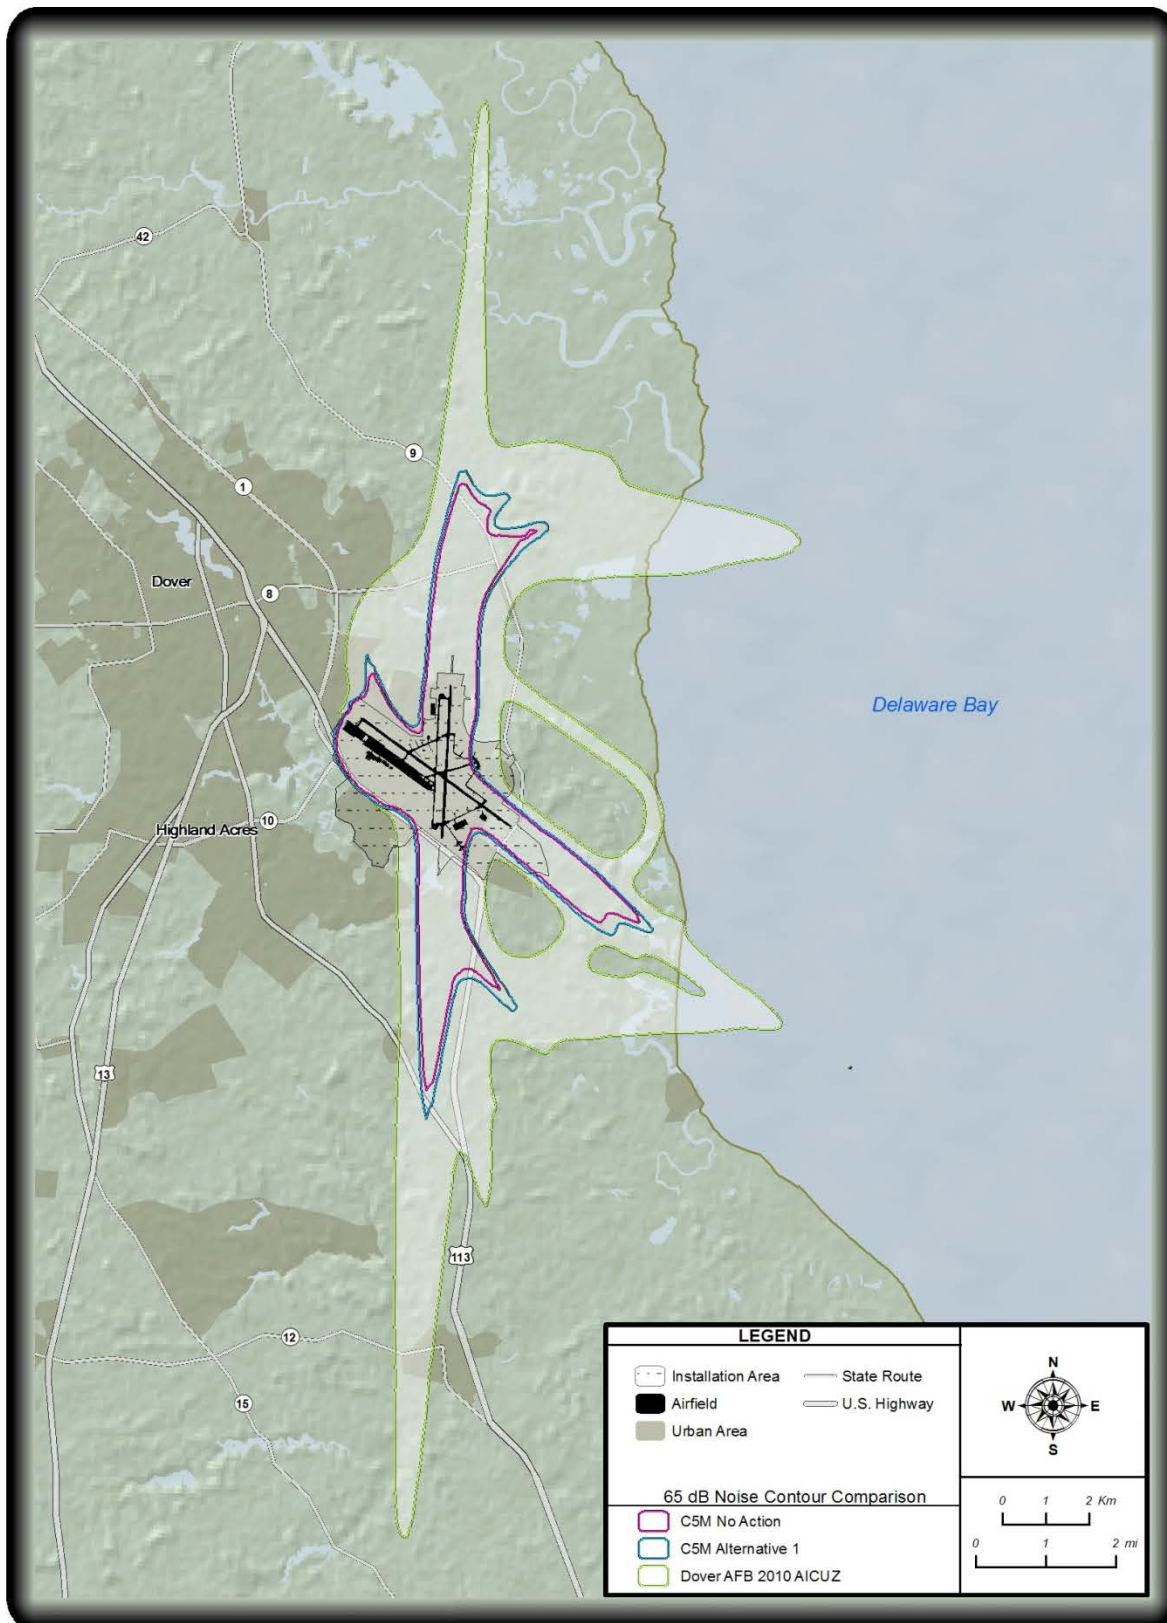 42
9
1
Dover
8
Delaware Bay
10
Highland Acres
13
113
12
15
LEGEND
Installation Area
State Route
Airfield
U.S. Highway
Urban Area
65 dB Noise Contour Comparison
C5M No Action
C5M Alternative 1
Dover AFB 2010 AICUZ
N
W
E
S
0 1 2 Km
0 1 2 mi